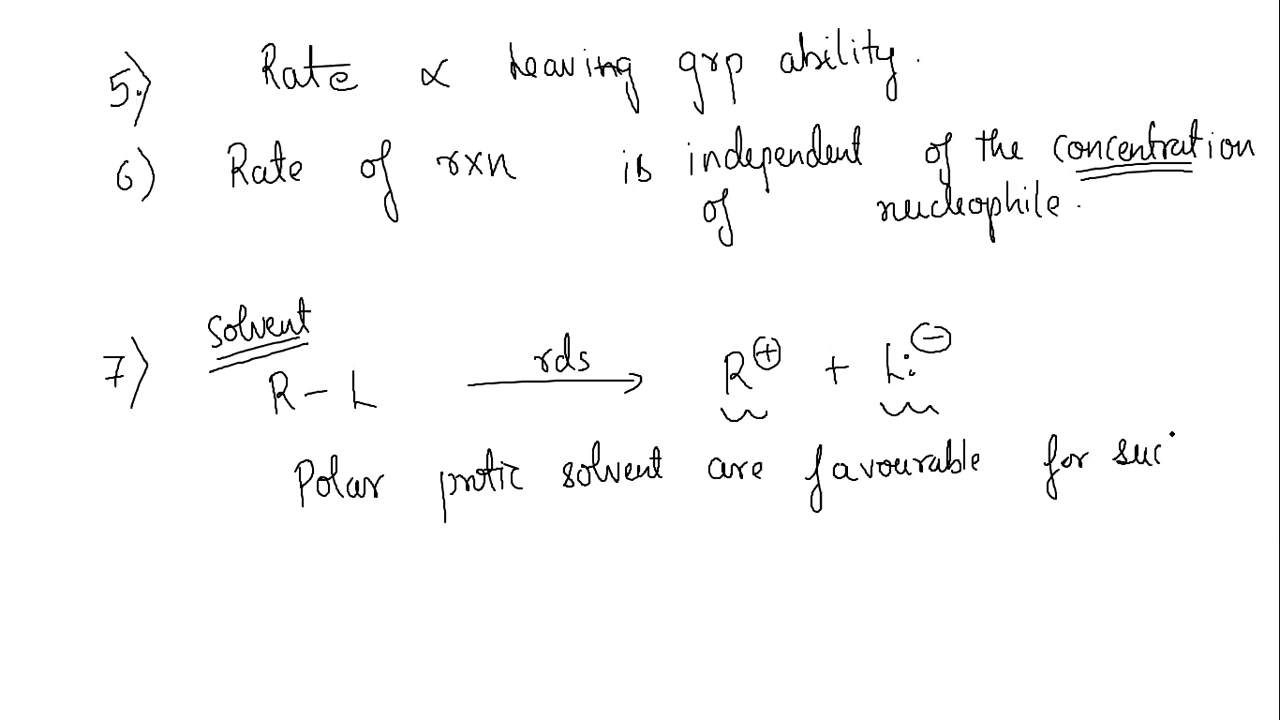 5.) Rate ∝ Leaving grp ability.
6) Rate of rxn is independent of the concentration
of nucleophile.
7) Solvent
R – L rds→ R⊕ + L:⊖
Polar protic solvent are favourable for suc